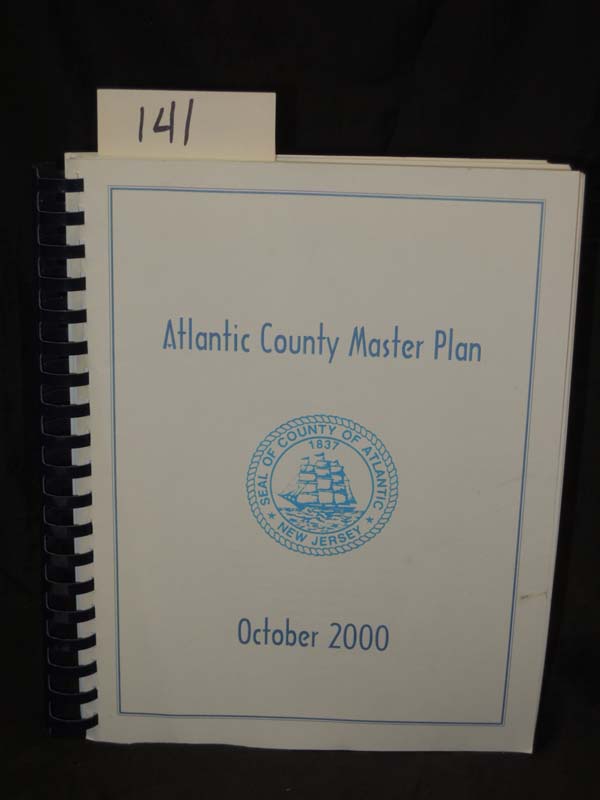 141
Atlantic County Master Plan
SEAL OF COUNTY OF ATLANTIC
1837
★ NEW JERSEY ★
October 2000